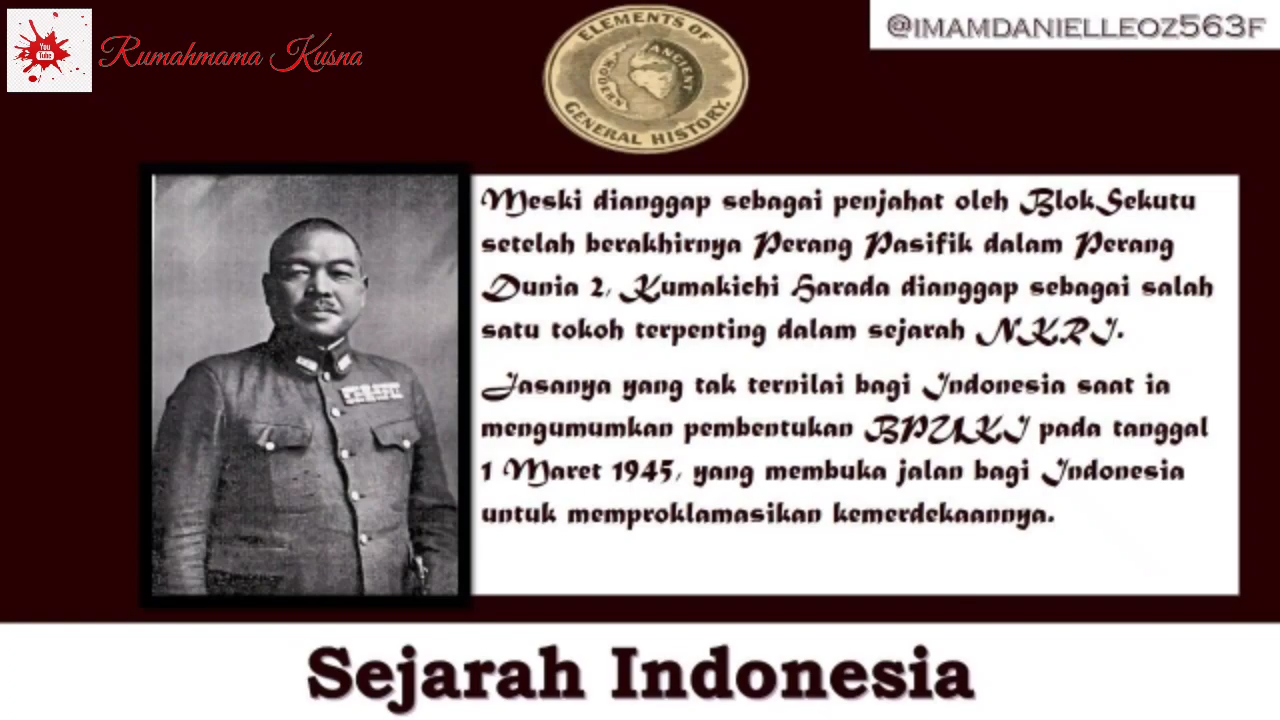 You
Tube
Rumahmama Kusna
ELEMENTS OF
ANCIENT
MODERN
GENERAL HISTORY.
@IMAMDANIELLEOZ563F
Meski dianggap sebagai penjahat oleh Blok Sekutu
setelah berakhirnya Perang Pasifik dalam Perang
Dunia 2, Kumakichi Harada dianggap sebagai salah
satu tokoh terpenting dalam sejarah NKRI.
Jasanya yang tak ternilai bagi Indonesia saat ia
mengumumkan pembentukan BPUKI pada tanggal
1 Maret 1945, yang membuka jalan bagi Indonesia
untuk memproklamasikan kemerdekaannya.
Sejarah Indonesia